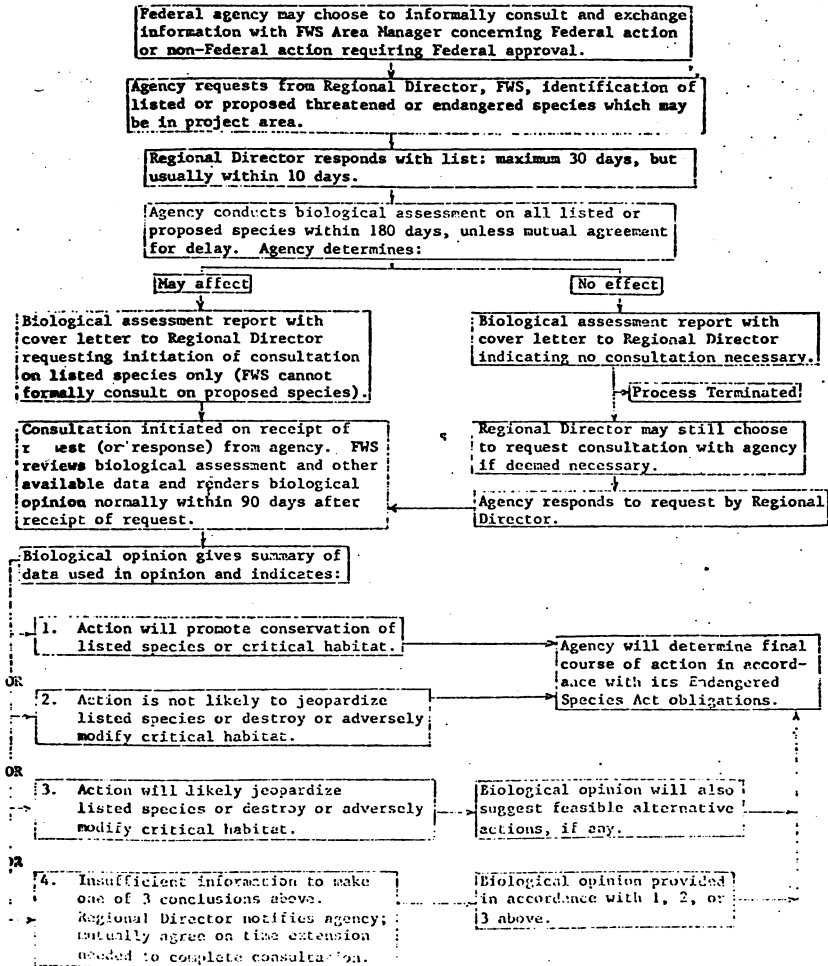 Federal agency may choose to informally consult and exchange
information with FWS Area Manager concerning Federal action
or non-Federal action requiring Federal approval.
Agency requests from Regional Director, FWS, identification of
listed or proposed threatened or endangered species which may
be in project area.
Regional Director responds with list: maximum 30 days, but
usually within 10 days.
Agency conducts biological assessment on all listed or
proposed species within 180 days, unless mutual agreement
for delay. Agency determines:
May affect
No effect
Biological assessment report with
cover letter to Regional Director
requesting initiation of consultation
on listed species only (FWS cannot
formally consult on proposed species).
Biological assessment report with
cover letter to Regional Director
indicating no consultation necessary.
Process Terminated
Consultation initiated on receipt of
(or response) from agency. FWS
reviews biological assessment and other
available data and renders biological
opinion normally within 90 days after
receipt of request.
Regional Director may still choose
to request consultation with agency
if deemed necessary.
Agency responds to request by Regional
Director.
Biological opinion gives summary of
data used in opinion and indicates:
1. Action will promote conservation of
listed species or critical habitat.
Agency will determine final
course of action in accord-
ance with its Endangered
Species Act obligations.
OR
2. Action is not likely to jeopardize
listed species or destroy or adversely
modify critical habitat.
OR
3. Action will likely jeopardize
listed species or destroy or adversely
modify critical habitat.
Biological opinion will also
suggest feasible alternative
actions, if any.
OR
4. Insufficient information to make
one of 3 conclusions above.
Regional Director notifies agency;
mutually agree on time extension
needed to complete consultation.
Biological opinion provided
in accordance with 1, 2, or
3 above.